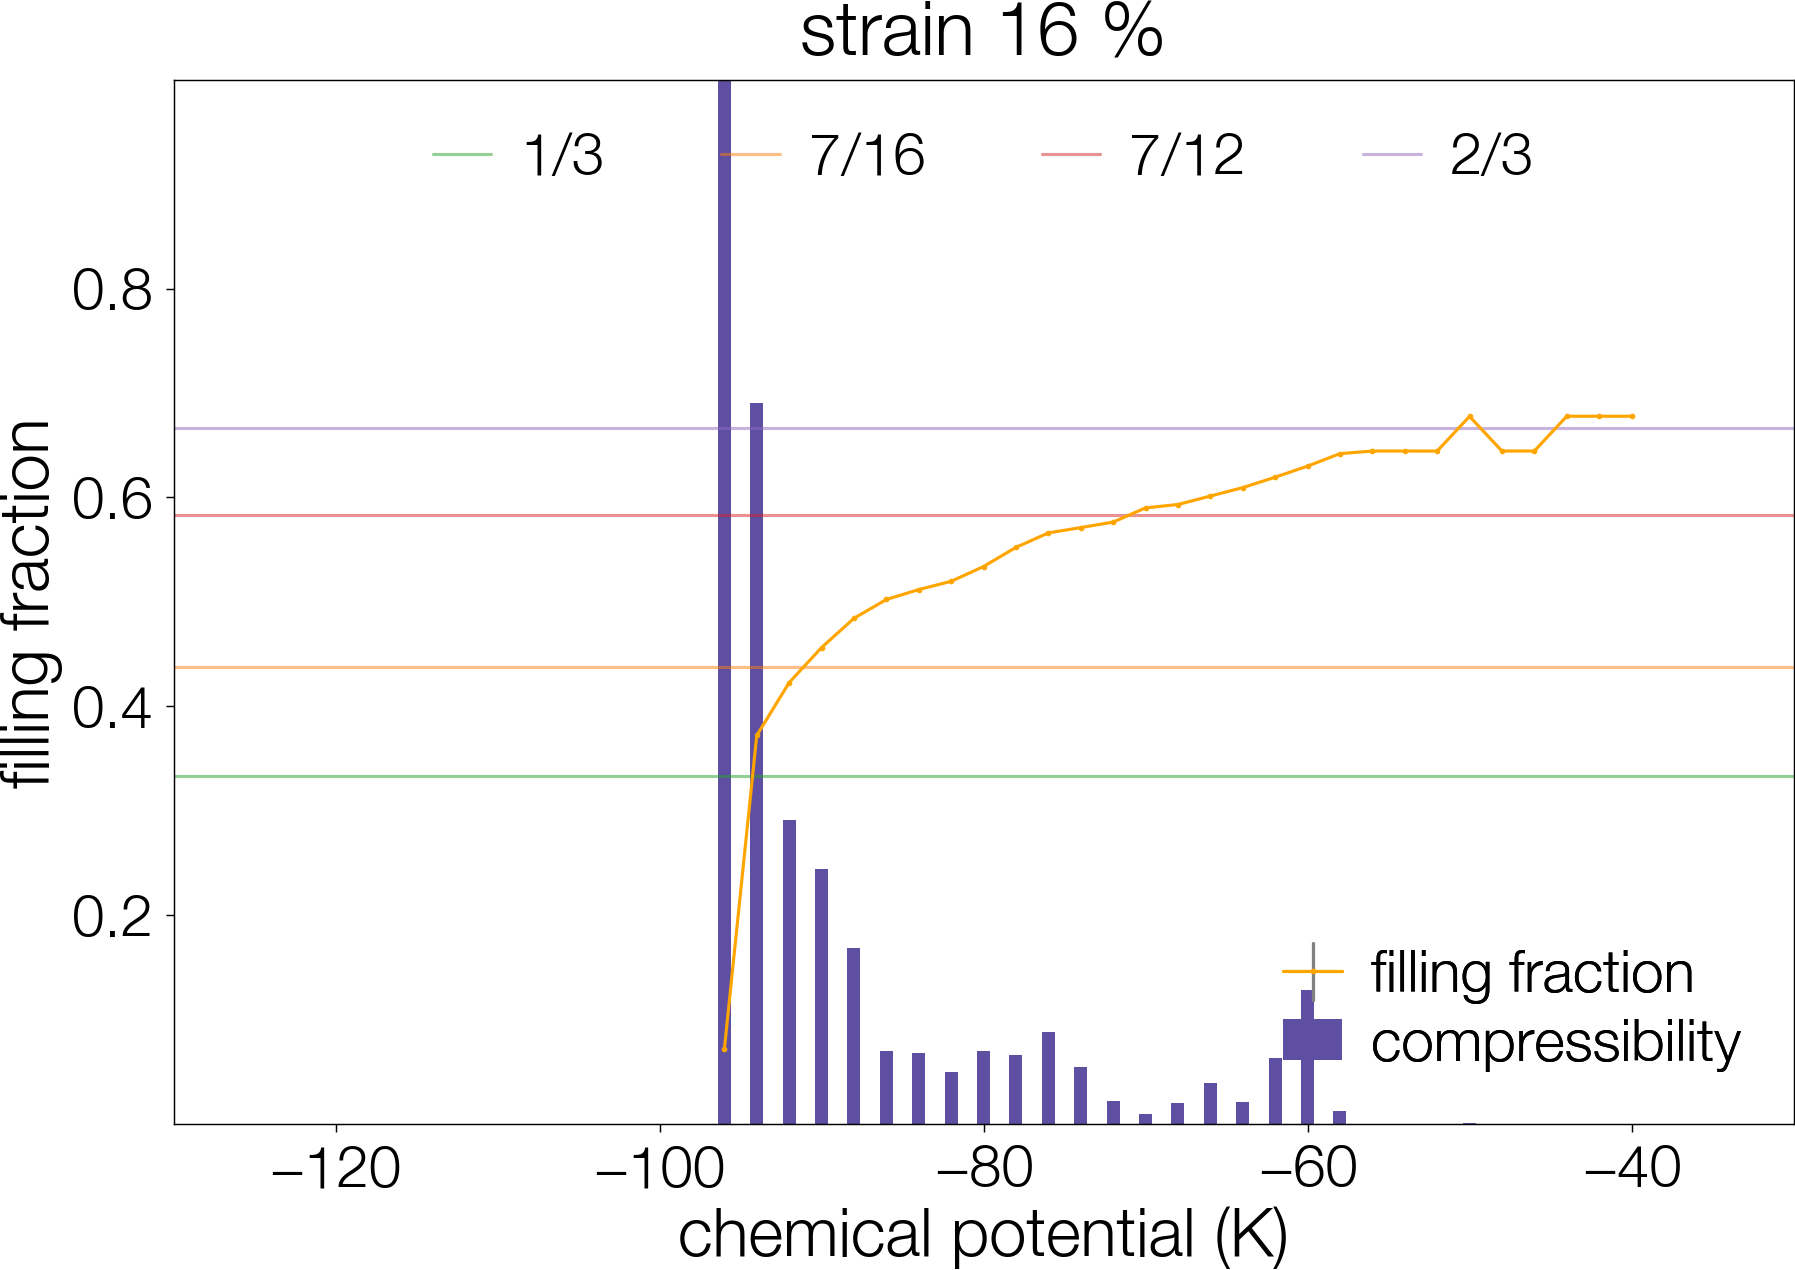 strain 16 %
1/3 7/16 7/12 2/3
0.8
0.6
0.4
0.2
filling fraction
filling fraction
compressibility
−120 −100 −80 −60 −40
chemical potential (K)